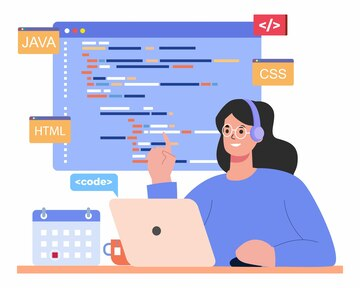 </>
JAVA
CSS
HTML
<code>